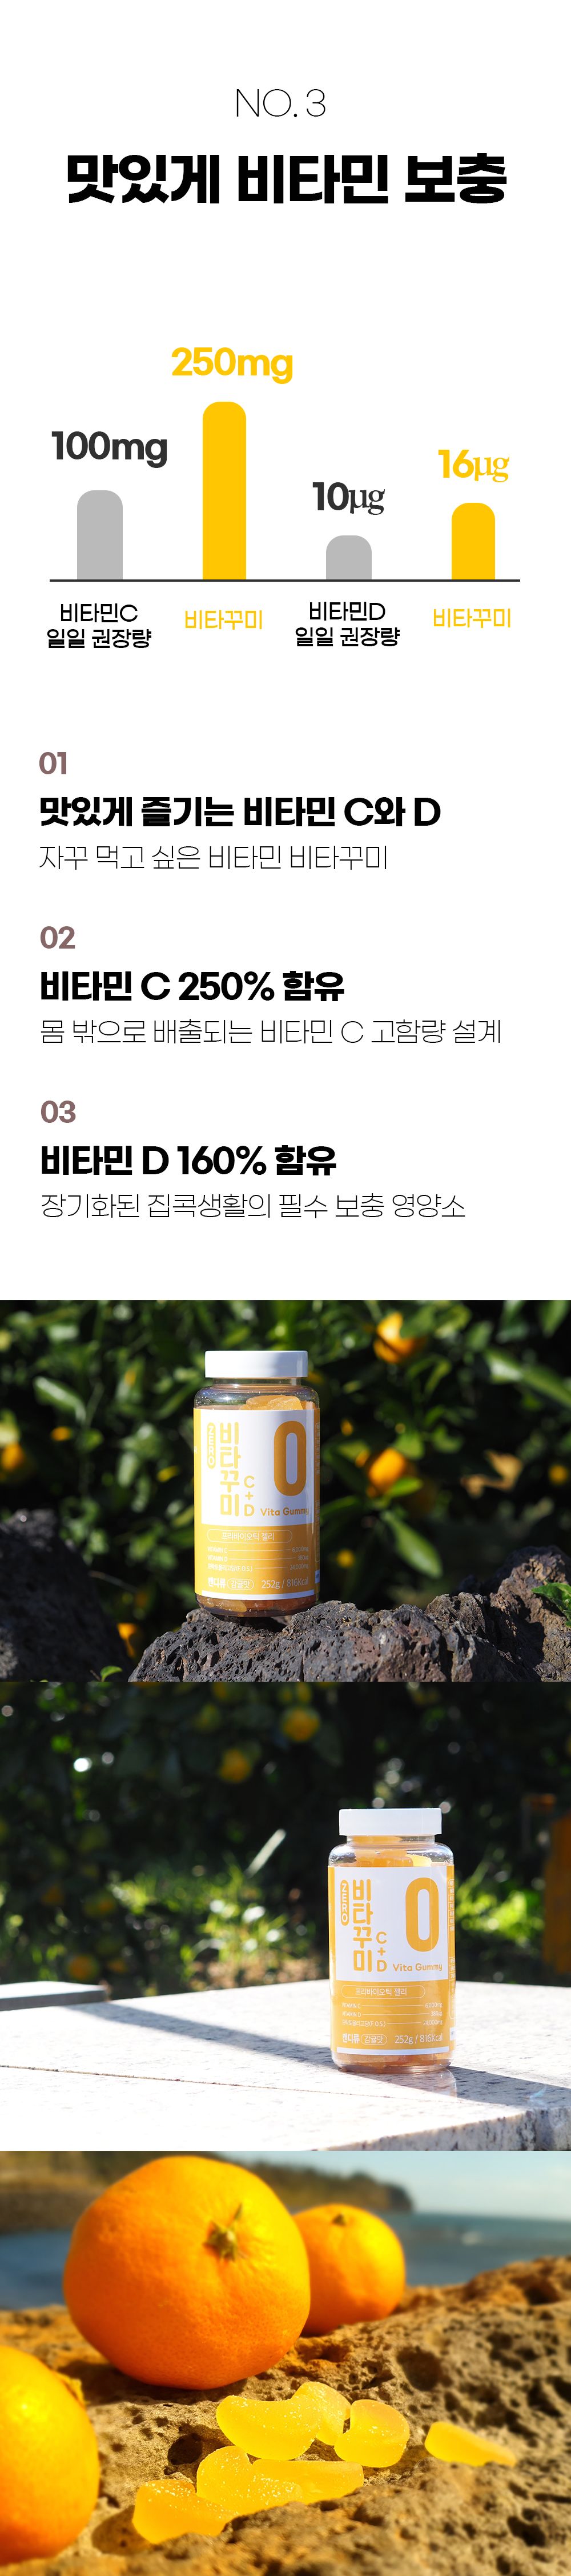 NO. 3
맛있게 비타민 보충
250mg
100mg
16µg
10µg
비타민C
일일 권장량
비타꾸미
비타민D
일일 권장량
비타꾸미
01
맛있게 즐기는 비타민 C와 D
자꾸 먹고 싶은 비타민 비타꾸미
02
비타민 C 250% 함유
몸 밖으로 배출되는 비타민 C 고함량 설계
03
비타민 D 160% 함유
장기화된 집콕생활의 필수 보충 영양소
ZERO
비타꾸미
C+D
0
Vita Gummy
프리바이오틱 젤리
캔디류
감귤맛
252g / 816Kcal
ZERO
비타꾸미
C+D
0
Vita Gummy
프리바이오틱 젤리
캔디류
감귤맛
252g / 816Kcal